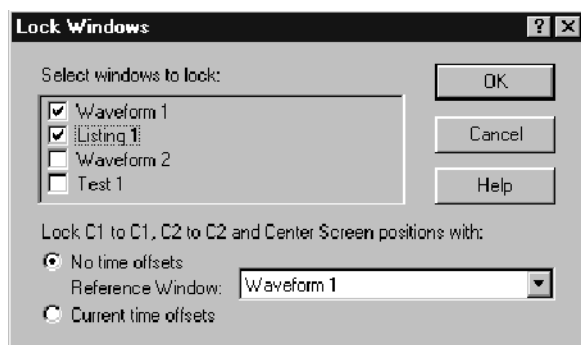 Lock Windows
Select windows to lock:
Waveform 1
Listing 1
Waveform 2
Test 1
OK
Cancel
Help
Lock C1 to C1, C2 to C2 and Center Screen positions with:
No time offsets
Reference Window: Waveform 1
Current time offsets